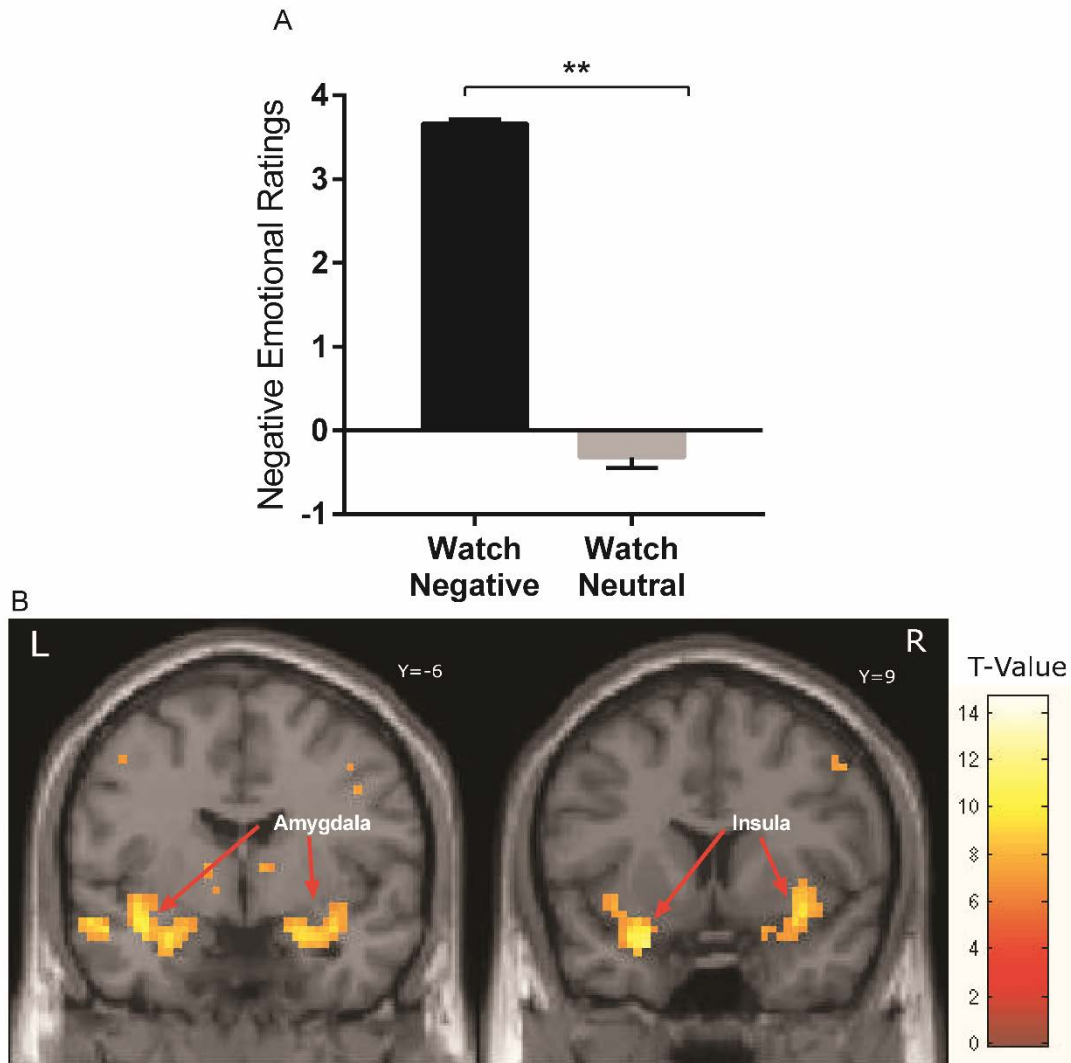 A
**
Negative Emotional Ratings
4
3
2
1
0
-1
Watch
Negative
Watch
Neutral
B
L
Y=-6
R
Y=9
T-Value
Amygdala
Insula
14
12
10
8
6
4
2
0